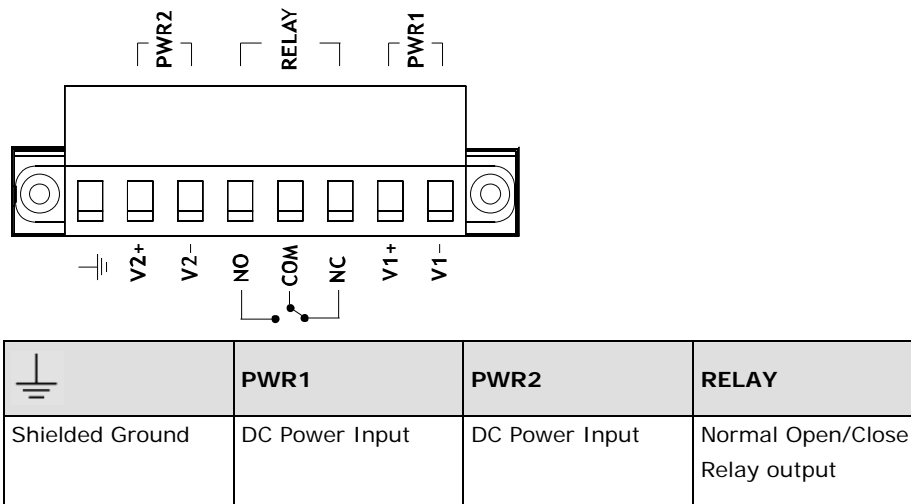 PWR2 RELAY PWR1
V2+ V2- NO COM NC V1+ V1-
PWR1 PWR2 RELAY
Shielded Ground DC Power Input DC Power Input Normal Open/Close
Relay output